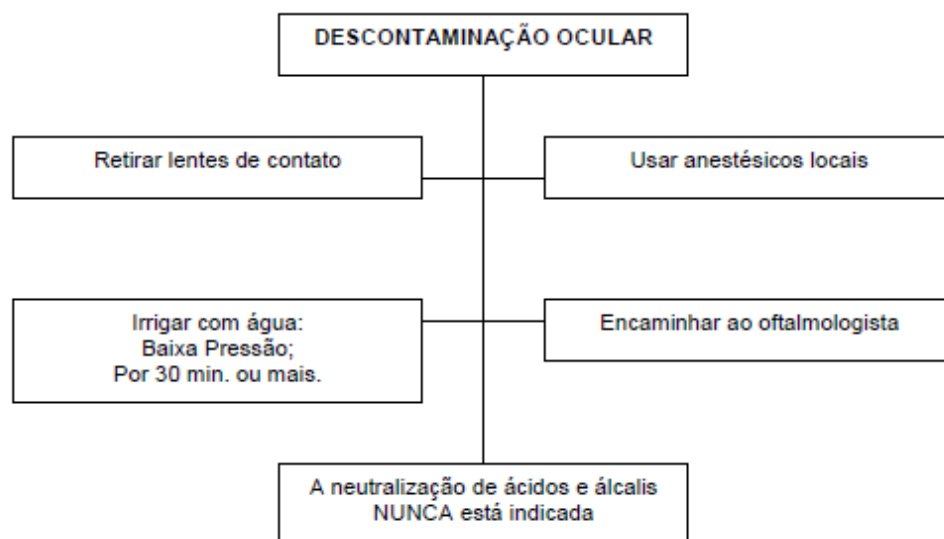 DESCONTAMINAÇÃO OCULAR
Retirar lentes de contato
Usar anestésicos locais
Irrigar com água:
Baixa Pressão;
Por 30 min. ou mais.
Encaminhar ao oftalmologista
A neutralização de ácidos e álcalis
NUNCA está indicada